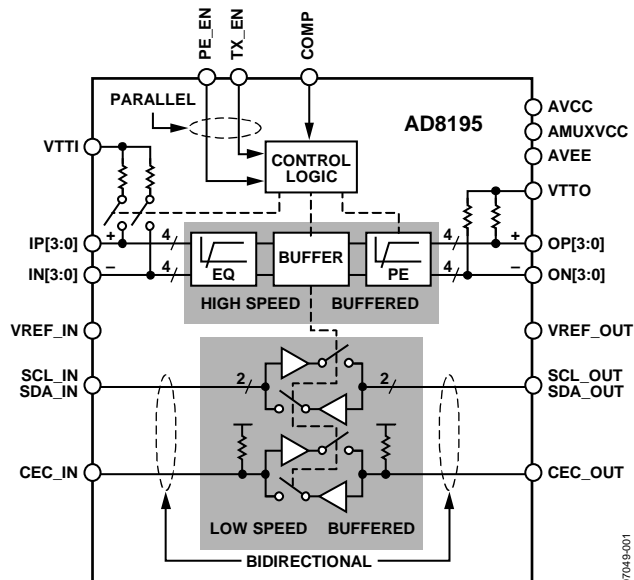 PE_EN
TX_EN
COMP
PARALLEL
AD8195
AVCC
AMUXVCC
AVEE
VTTI
CONTROL
LOGIC
VTTO
IP[3:0]
+
4
4
+
OP[3:0]
IN[3:0]
−
4
EQ
BUFFER
PE
4
−
ON[3:0]
HIGH SPEED
BUFFERED
VREF_IN
VREF_OUT
SCL_IN
SDA_IN
2
2
SCL_OUT
SDA_OUT
CEC_IN
CEC_OUT
LOW SPEED
BUFFERED
BIDIRECTIONAL
7049-001